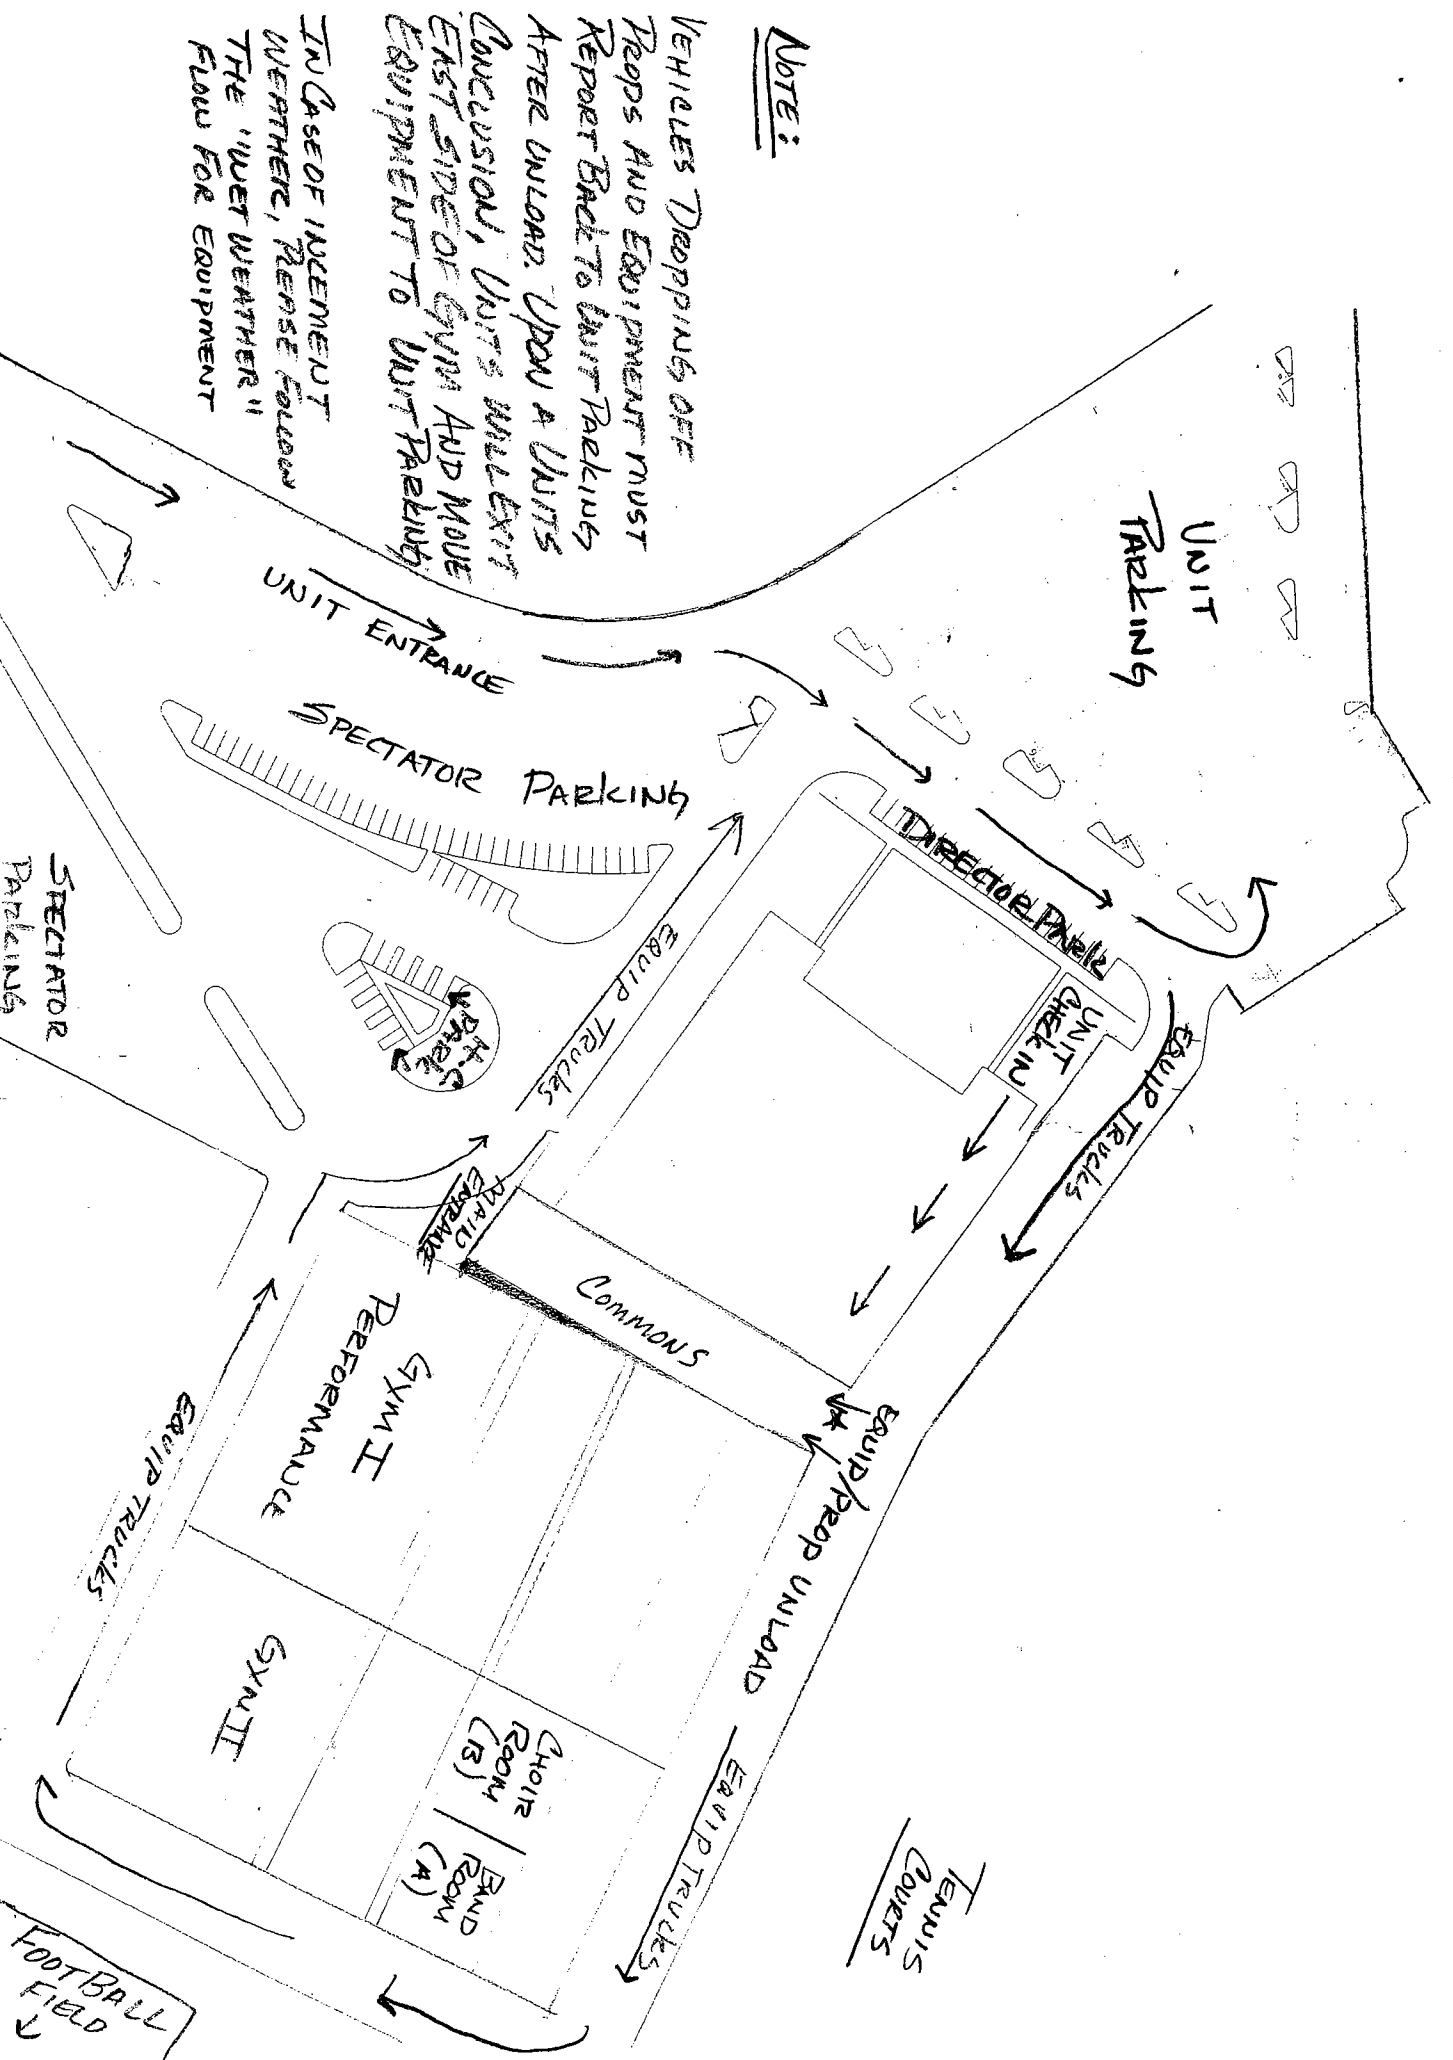 NOTE:
VEHICLES DROPPING OFF
PROPS AND EQUIPMENT MUST
REPORT BACK TO UNIT PARKING
AFTER UNLOAD. UPON A UNITS
CONCLUSION, UNITS WILL EXIT
EAST SIDE OF GYM AND MOVE
EQUIPMENT TO UNIT PARKING
IN CASE OF INCEMENT
WEATHER, PLEASE FOLLOW
THE "WET WEATHER"
FLOW FOR EQUIPMENT
UNIT
PARKING
UNIT ENTRANCE
SPECTATOR PARKING
DIRECTOR PARK
UNIT
CHECK IN
EQUIP TRUCKS
EQUIP TRUCKS
SPECTATOR
PARKING
H.C.
PARK
MAIN
ENTRANCE
COMMONS
EQUIP/PROP UNLOAD
GYM I
PERFORMANCE
EQUIP TRUCKS
GYM II
CHOIR
ROOM
(B)
BAND
ROOM
(A)
EQUIP TRUCKS
TENNIS
COURTS
FOOTBALL
FIELD